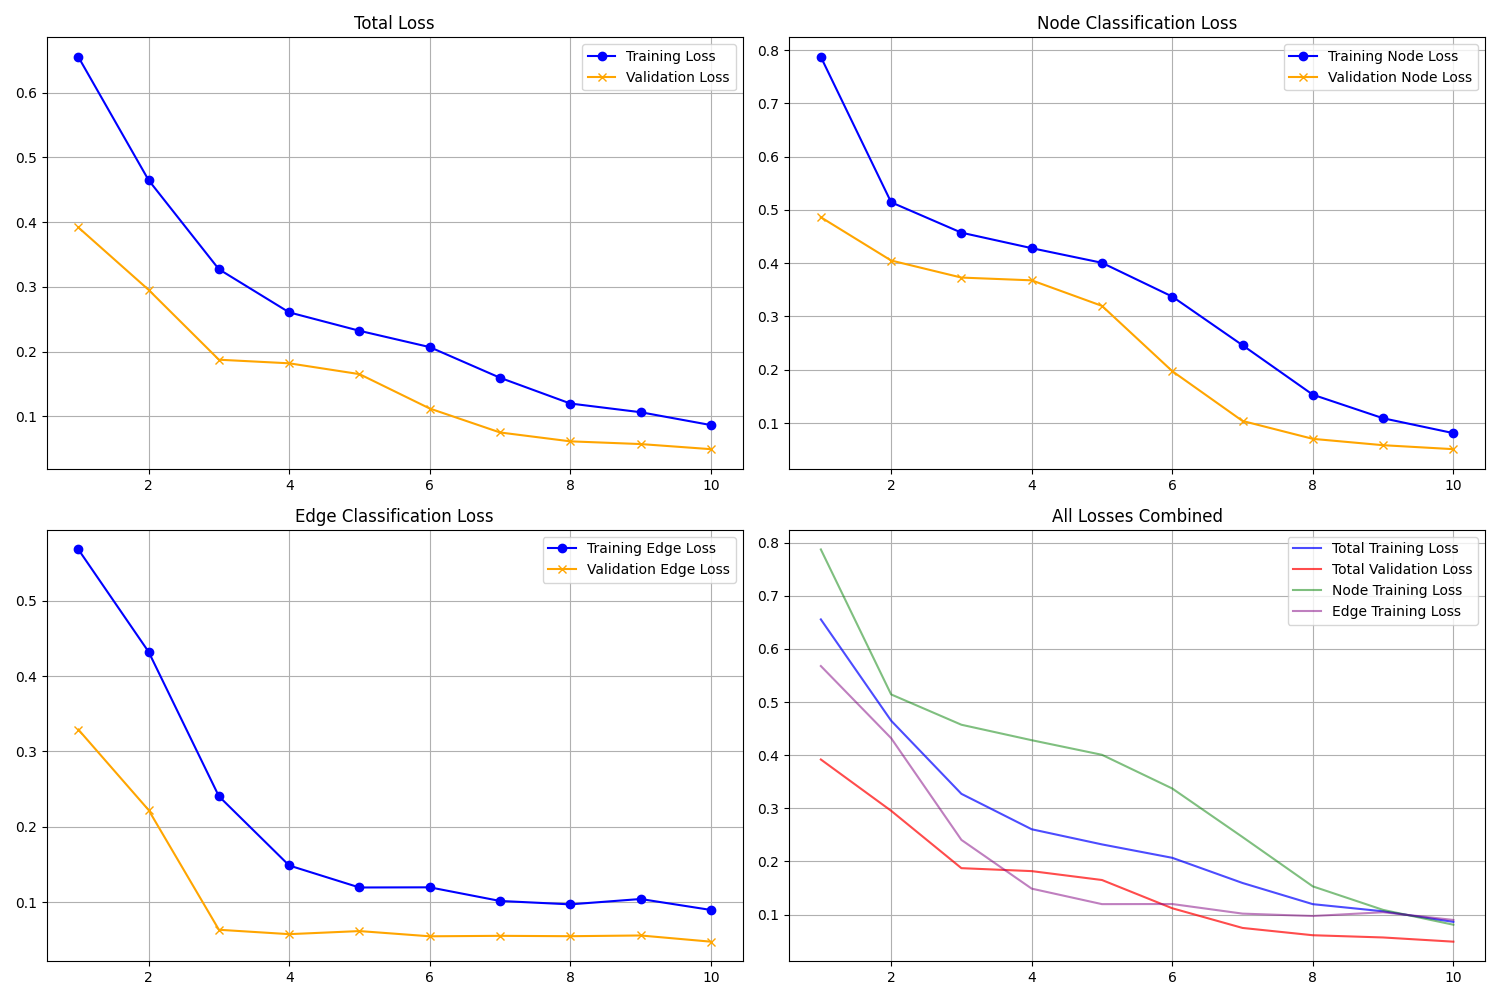 Total Loss
Training Loss
Validation Loss
0.6
0.5
0.4
0.3
0.2
0.1
2 4 6 8 10
Node Classification Loss
Training Node Loss
Validation Node Loss
0.8
0.7
0.6
0.5
0.4
0.3
0.2
0.1
2 4 6 8 10
Edge Classification Loss
Training Edge Loss
Validation Edge Loss
0.5
0.4
0.3
0.2
0.1
2 4 6 8 10
All Losses Combined
Total Training Loss
Total Validation Loss
Node Training Loss
Edge Training Loss
0.8
0.7
0.6
0.5
0.4
0.3
0.2
0.1
2 4 6 8 10